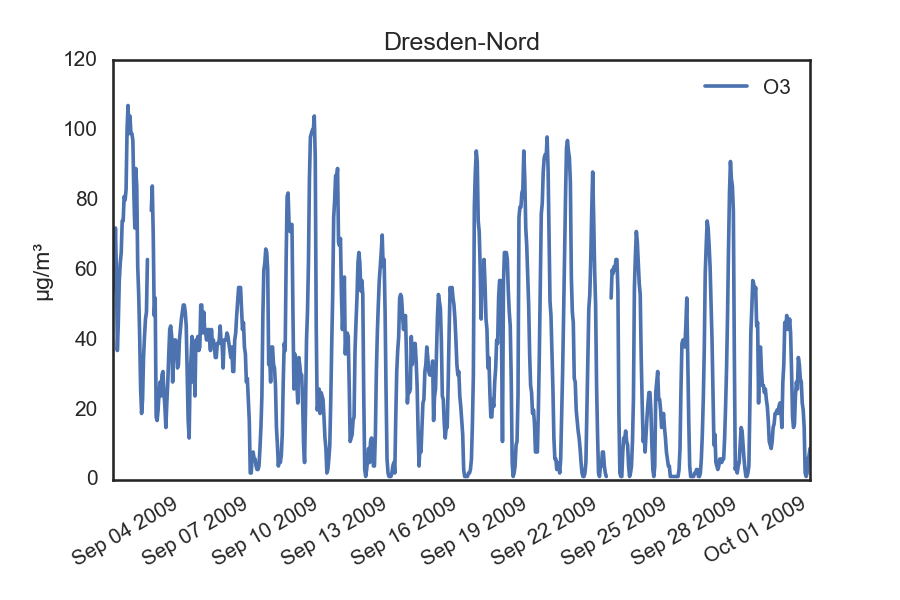 Dresden-Nord
120
100
80
60
40
20
0
µg/m³
O3
Sep 04 2009
Sep 07 2009
Sep 10 2009
Sep 13 2009
Sep 16 2009
Sep 19 2009
Sep 22 2009
Sep 25 2009
Sep 28 2009
Oct 01 2009